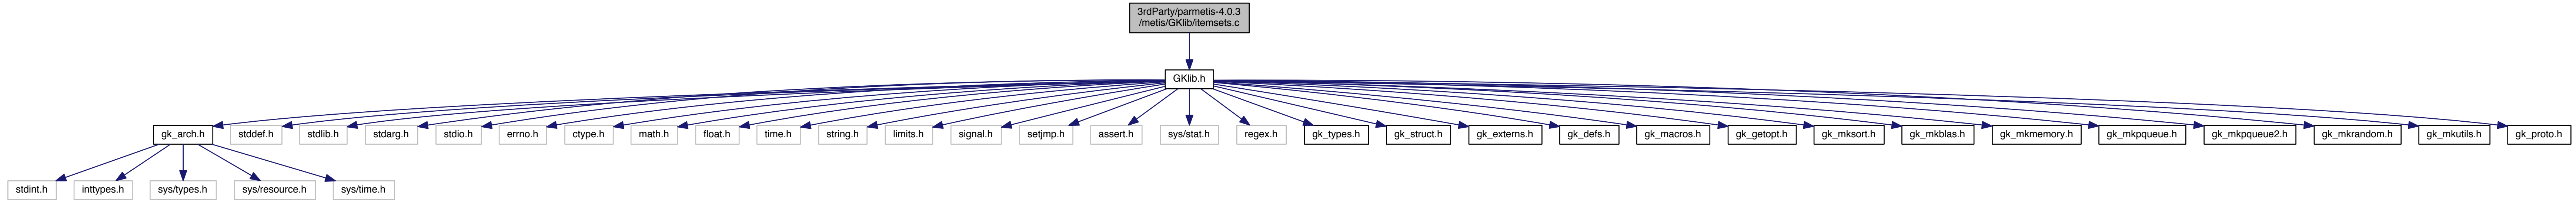 3rdParty/parmetis-4.0.3
/metis/GKlib/itemsets.c
GKlib.h
gk_arch.h
stddef.h
stdlib.h
stdarg.h
stdio.h
errno.h
ctype.h
math.h
float.h
time.h
string.h
limits.h
signal.h
setjmp.h
assert.h
sys/stat.h
regex.h
gk_types.h
gk_struct.h
gk_externs.h
gk_defs.h
gk_macros.h
gk_getopt.h
gk_mksort.h
gk_mkblas.h
gk_mkmemory.h
gk_mkpqueue.h
gk_mkpqueue2.h
gk_mkrandom.h
gk_mkutils.h
gk_proto.h
stdint.h
inttypes.h
sys/types.h
sys/resource.h
sys/time.h